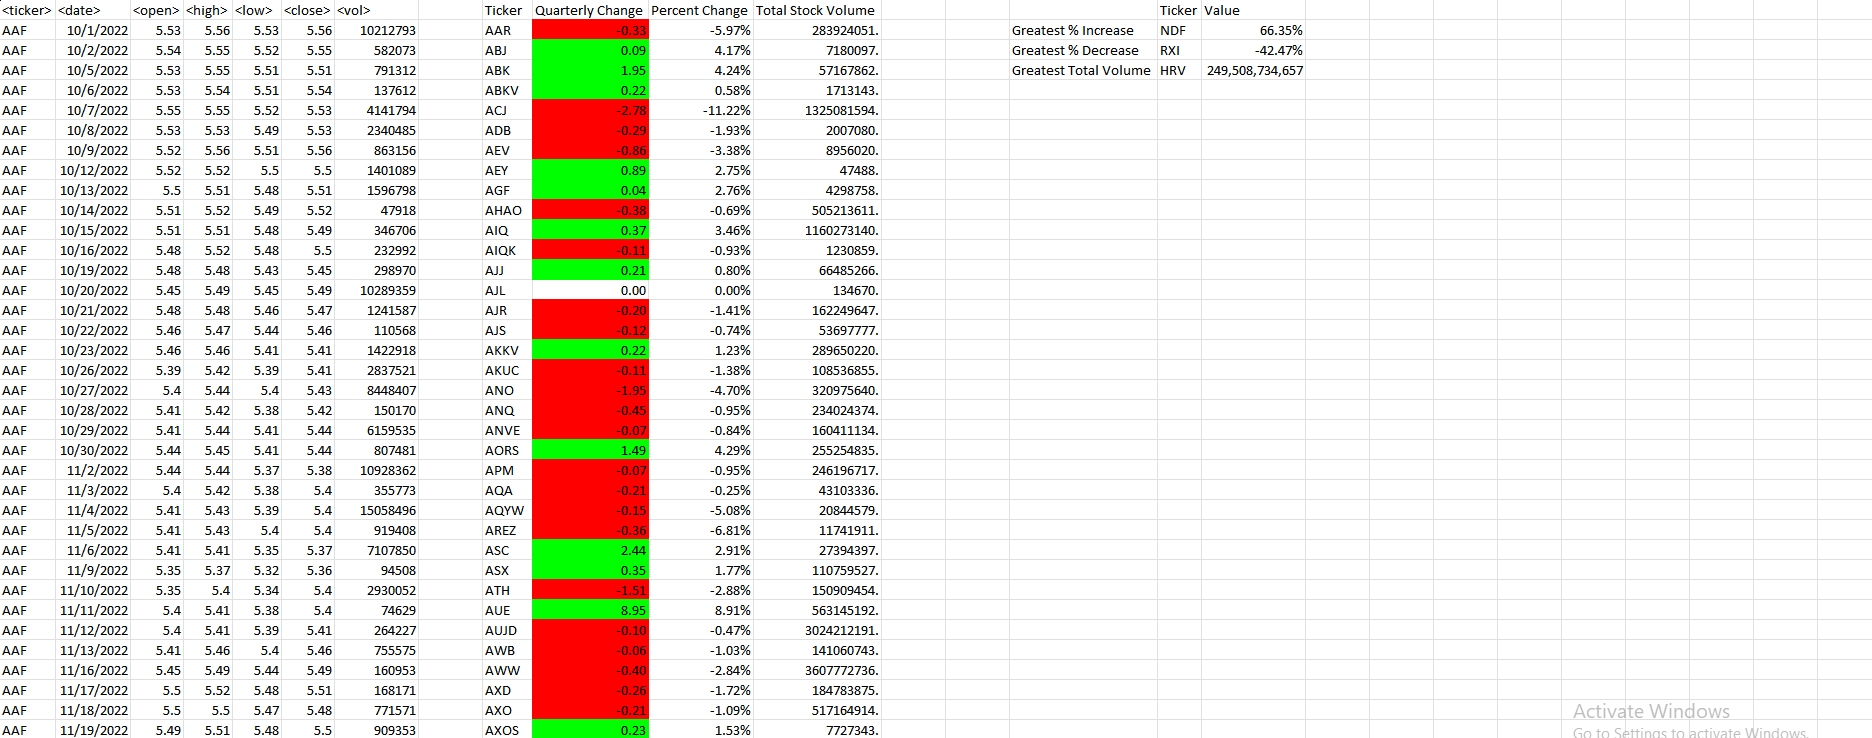 <ticker> <date> <open> <high> <low> <close> <vol> Ticker Quarterly Change Percent Change Total Stock Volume Ticker Value
AAF 10/1/2022 5.53 5.56 5.53 5.56 10212793 AAR -0.33 -5.97% 283924051. Greatest % Increase NDF 66.35%
AAF 10/2/2022 5.54 5.55 5.52 5.55 582073 ABJ 0.09 4.17% 7180097. Greatest % Decrease RXI -42.47%
AAF 10/5/2022 5.53 5.55 5.51 5.51 791312 ABK 1.95 4.24% 57167862. Greatest Total Volume HRV 249,508,734,657
AAF 10/6/2022 5.53 5.54 5.51 5.54 137612 ABKV 0.22 0.58% 1713143.
AAF 10/7/2022 5.55 5.55 5.52 5.53 4141794 ACJ -2.78 -11.22% 1325081594.
AAF 10/8/2022 5.53 5.53 5.49 5.53 2340485 ADB -0.29 -1.93% 2007080.
AAF 10/9/2022 5.52 5.56 5.51 5.56 863156 AEV -0.86 -3.38% 8956020.
AAF 10/12/2022 5.52 5.52 5.5 5.5 1401089 AEY 0.89 2.75% 47488.
AAF 10/13/2022 5.5 5.51 5.48 5.51 1596798 AGF 0.04 2.76% 4298758.
AAF 10/14/2022 5.51 5.52 5.49 5.52 47918 AHAO -0.38 -0.69% 505213611.
AAF 10/15/2022 5.51 5.51 5.48 5.49 346706 AIQ 0.37 3.46% 1160273140.
AAF 10/16/2022 5.48 5.52 5.48 5.5 232992 AIQK -0.11 -0.93% 1230859.
AAF 10/19/2022 5.48 5.48 5.43 5.45 298970 AJJ 0.21 0.80% 66485266.
AAF 10/20/2022 5.45 5.49 5.45 5.49 10289359 AJL 0.00 0.00% 134670.
AAF 10/21/2022 5.48 5.48 5.46 5.47 1241587 AJR -0.20 -1.41% 162249647.
AAF 10/22/2022 5.46 5.47 5.44 5.46 110568 AJS -0.12 -0.74% 53697777.
AAF 10/23/2022 5.46 5.46 5.41 5.41 1422918 AKKV 0.22 1.23% 289650220.
AAF 10/26/2022 5.39 5.42 5.39 5.41 2837521 AKUC -0.11 -1.38% 108536855.
AAF 10/27/2022 5.4 5.44 5.4 5.43 8448407 ANO -1.95 -4.70% 320975640.
AAF 10/28/2022 5.41 5.42 5.38 5.42 150170 ANQ -0.45 -0.95% 234024374.
AAF 10/29/2022 5.41 5.44 5.41 5.44 6159535 ANVE -0.07 -0.84% 160411134.
AAF 10/30/2022 5.44 5.45 5.41 5.44 807481 AORS 1.49 4.29% 255254835.
AAF 11/2/2022 5.44 5.44 5.37 5.38 10928362 APM -0.07 -0.95% 246196717.
AAF 11/3/2022 5.4 5.42 5.38 5.4 355773 AQA -0.21 -0.25% 43103336.
AAF 11/4/2022 5.41 5.43 5.39 5.4 15058496 AQYW -0.15 -5.08% 20844579.
AAF 11/5/2022 5.41 5.43 5.4 5.4 919408 AREZ -0.36 -6.81% 11741911.
AAF 11/6/2022 5.41 5.41 5.35 5.37 7107850 ASC 2.44 2.91% 27394397.
AAF 11/9/2022 5.35 5.37 5.32 5.36 94508 ASX 0.35 1.77% 110759527.
AAF 11/10/2022 5.35 5.4 5.34 5.4 2930052 ATH -1.51 -2.88% 150909454.
AAF 11/11/2022 5.4 5.41 5.38 5.4 74629 AUE 8.95 8.91% 563145192.
AAF 11/12/2022 5.4 5.41 5.39 5.41 264227 AUJD -0.10 -0.47% 3024212191.
AAF 11/13/2022 5.41 5.46 5.4 5.46 755575 AWB -0.06 -1.03% 141060743.
AAF 11/16/2022 5.45 5.49 5.44 5.49 160953 AWW -0.40 -2.84% 3607772736.
AAF 11/17/2022 5.5 5.52 5.48 5.51 168171 AXD -0.26 -1.72% 184783875.
AAF 11/18/2022 5.5 5.5 5.47 5.48 771571 AXO -0.21 -1.09% 517164914.
AAF 11/19/2022 5.49 5.51 5.48 5.5 909353 AXOS 0.23 1.53% 7727343.
Activate Windows
Go to Settings to activate Windows.